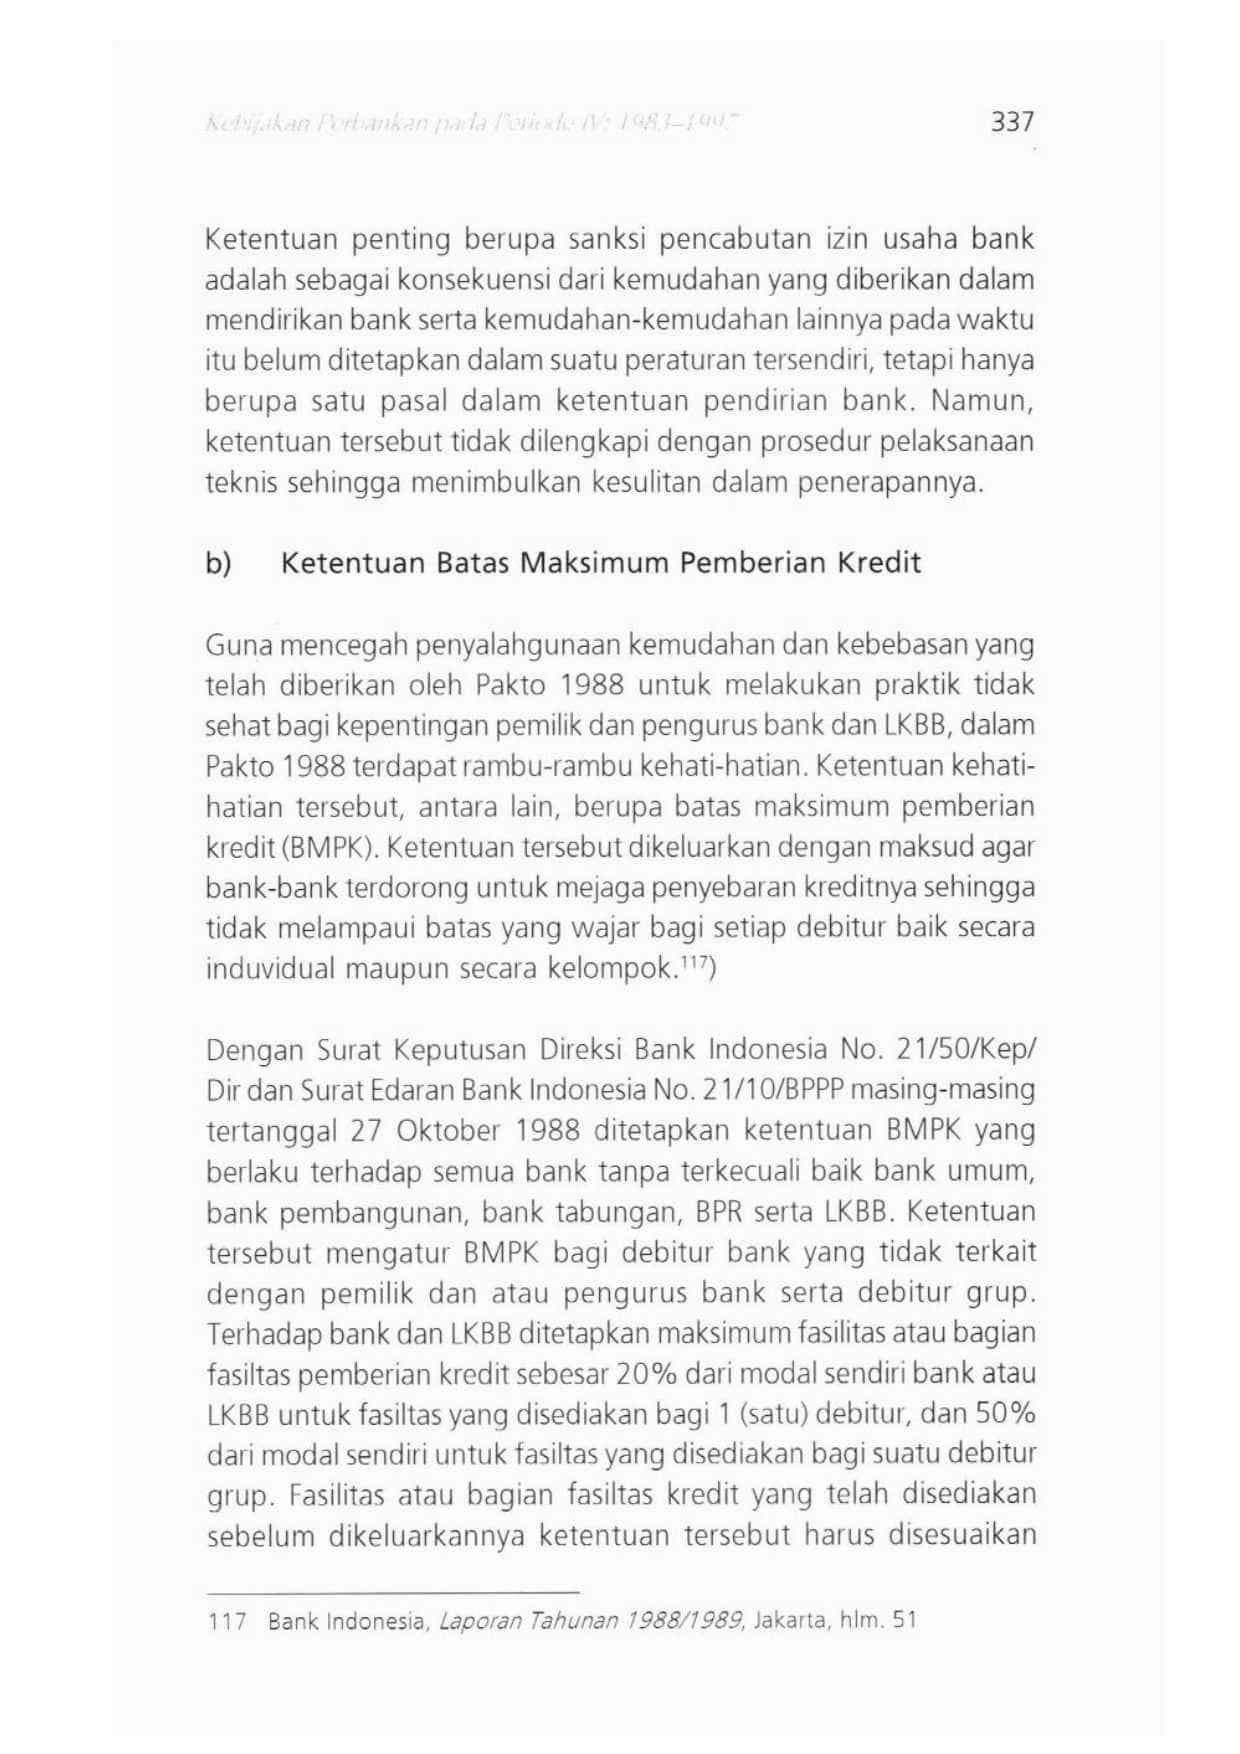 Kebijakan Perbankan pada Periode IV: 1983–1997
337
Ketentuan penting berupa sanksi pencabutan izin usaha bank
adalah sebagai konsekuensi dari kemudahan yang diberikan dalam
mendirikan bank serta kemudahan-kemudahan lainnya pada waktu
itu belum ditetapkan dalam suatu peraturan tersendiri, tetapi hanya
berupa satu pasal dalam ketentuan pendirian bank. Namun,
ketentuan tersebut tidak dilengkapi dengan prosedur pelaksanaan
teknis sehingga menimbulkan kesulitan dalam penerapannya.
b) Ketentuan Batas Maksimum Pemberian Kredit
Guna mencegah penyalahgunaan kemudahan dan kebebasan yang
telah diberikan oleh Pakto 1988 untuk melakukan praktik tidak
sehat bagi kepentingan pemilik dan pengurus bank dan LKBB, dalam
Pakto 1988 terdapat rambu-rambu kehati-hatian. Ketentuan kehati-
hatian tersebut, antara lain, berupa batas maksimum pemberian
kredit (BMPK). Ketentuan tersebut dikeluarkan dengan maksud agar
bank-bank terdorong untuk mejaga penyebaran kreditnya sehingga
tidak melampaui batas yang wajar bagi setiap debitur baik secara
induvidual maupun secara kelompok.¹¹⁷)
Dengan Surat Keputusan Direksi Bank Indonesia No. 21/50/Kep/
Dir dan Surat Edaran Bank Indonesia No. 21/10/BPPP masing-masing
tertanggal 27 Oktober 1988 ditetapkan ketentuan BMPK yang
berlaku terhadap semua bank tanpa terkecuali baik bank umum,
bank pembangunan, bank tabungan, BPR serta LKBB. Ketentuan
tersebut mengatur BMPK bagi debitur bank yang tidak terkait
dengan pemilik dan atau pengurus bank serta debitur grup.
Terhadap bank dan LKBB ditetapkan maksimum fasilitas atau bagian
fasiltas pemberian kredit sebesar 20% dari modal sendiri bank atau
LKBB untuk fasiltas yang disediakan bagi 1 (satu) debitur, dan 50%
dari modal sendiri untuk fasiltas yang disediakan bagi suatu debitur
grup. Fasilitas atau bagian fasiltas kredit yang telah disediakan
sebelum dikeluarkannya ketentuan tersebut harus disesuaikan
117 Bank Indonesia, Laporan Tahunan 1988/1989, Jakarta, hlm. 51